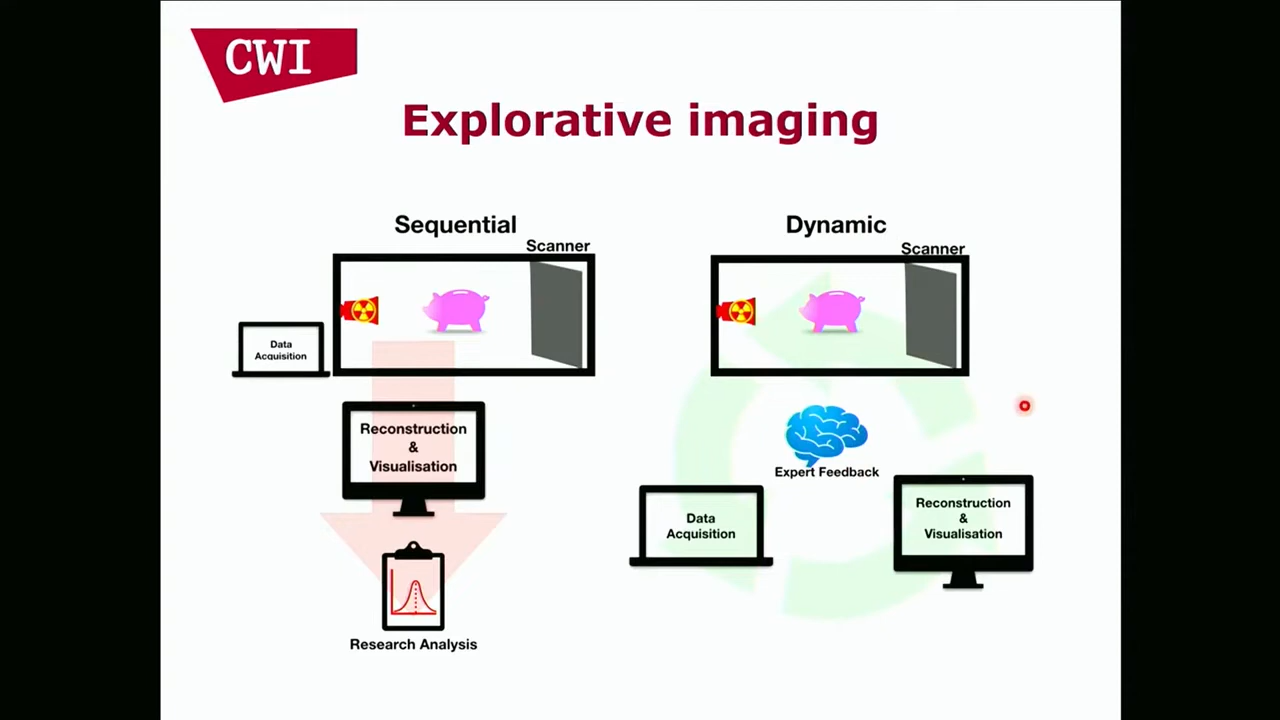 CWI
Explorative imaging
Sequential
Scanner
Data
Acquisition
Reconstruction
&
Visualisation
Research Analysis
Dynamic
Scanner
Expert Feedback
Data
Acquisition
Reconstruction
&
Visualisation